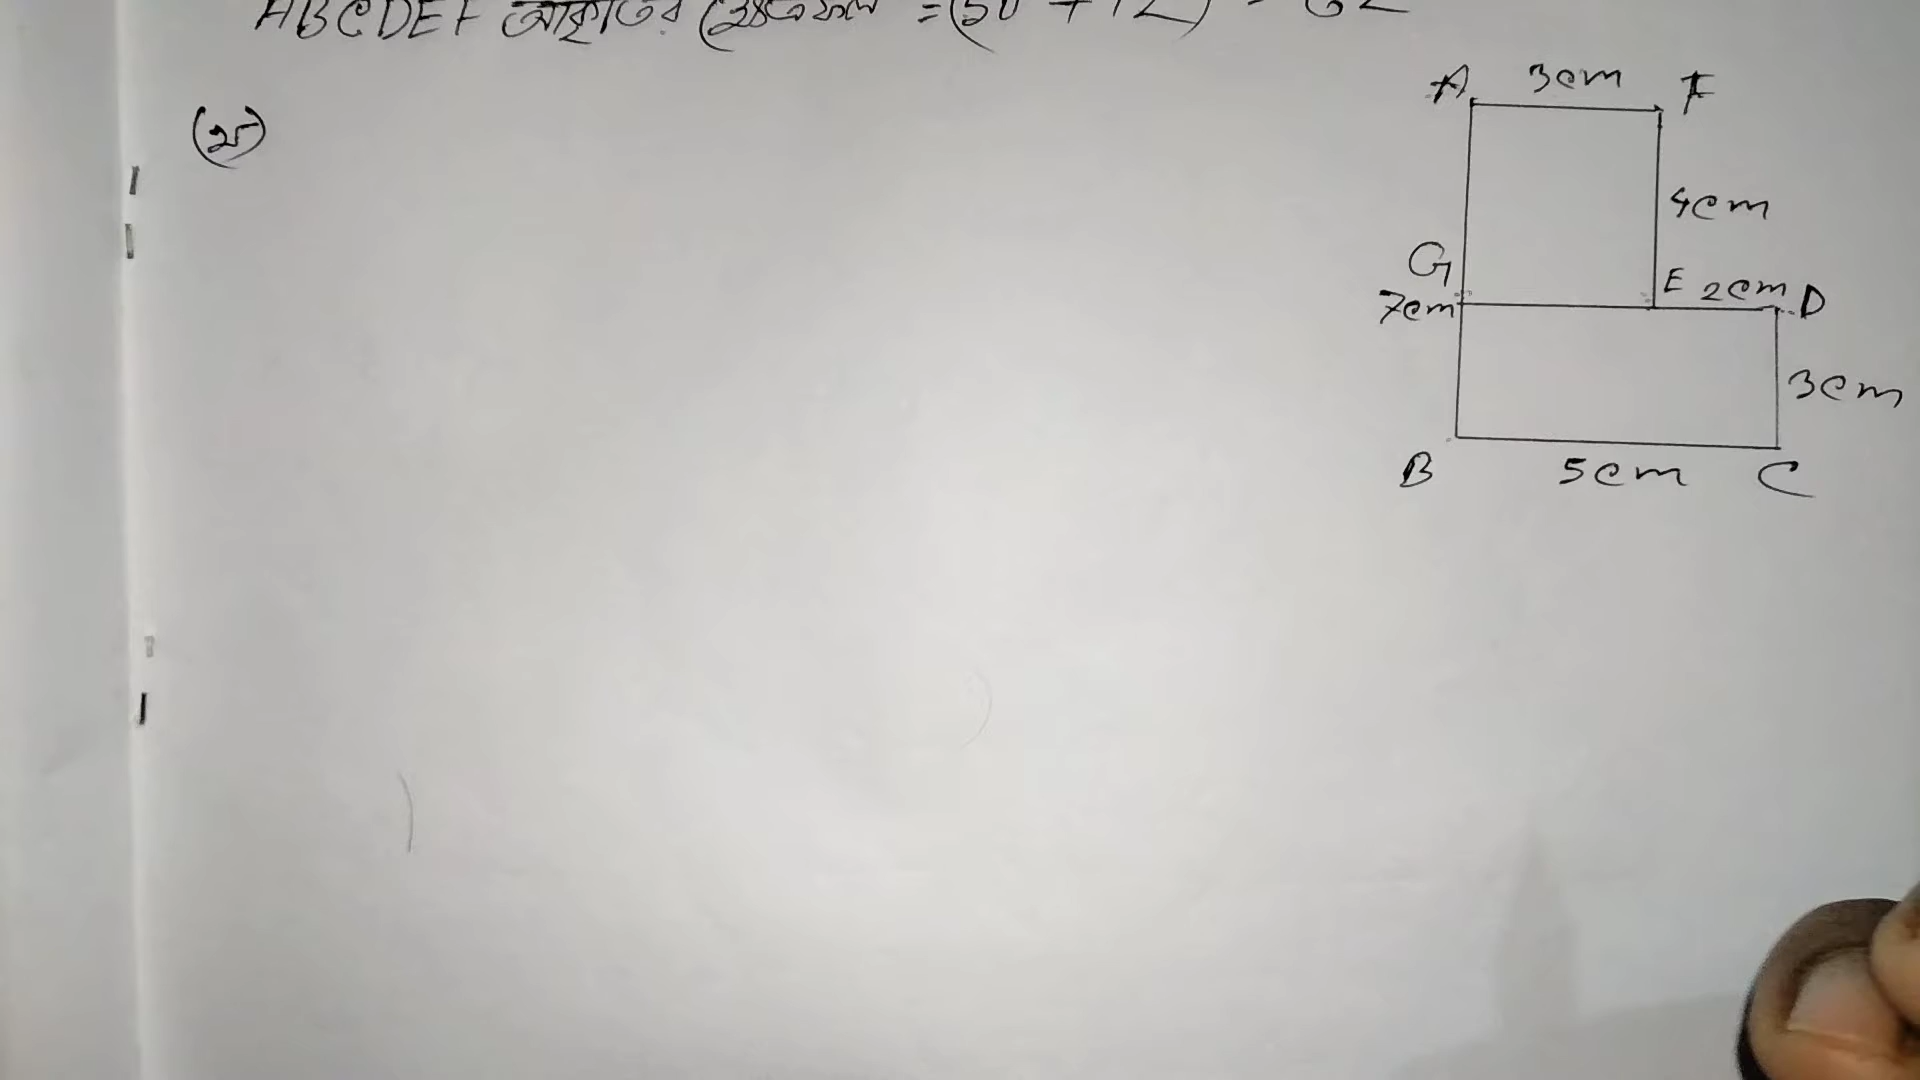 ABCDEF আকৃতির ক্ষেত্রফল =
(খ)
A 3cm F
4cm
G
E 2cm D
7cm
3cm
B 5cm C